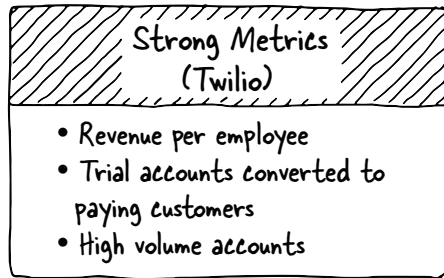 Strong Metrics
(Twilio)
• Revenue per employee
• Trial accounts converted to
paying customers
• High volume accounts